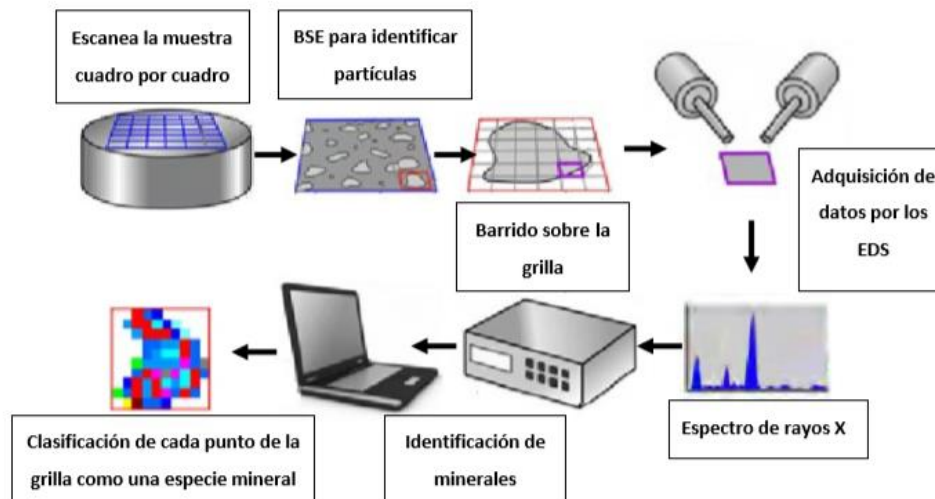 Escanea la muestra
cuadro por cuadro
BSE para identificar
partículas
Barrido sobre la
grilla
Adquisición de
datos por los
EDS
Espectro de rayos X
Identificación de
minerales
Clasificación de cada punto de la
grilla como una especie mineral